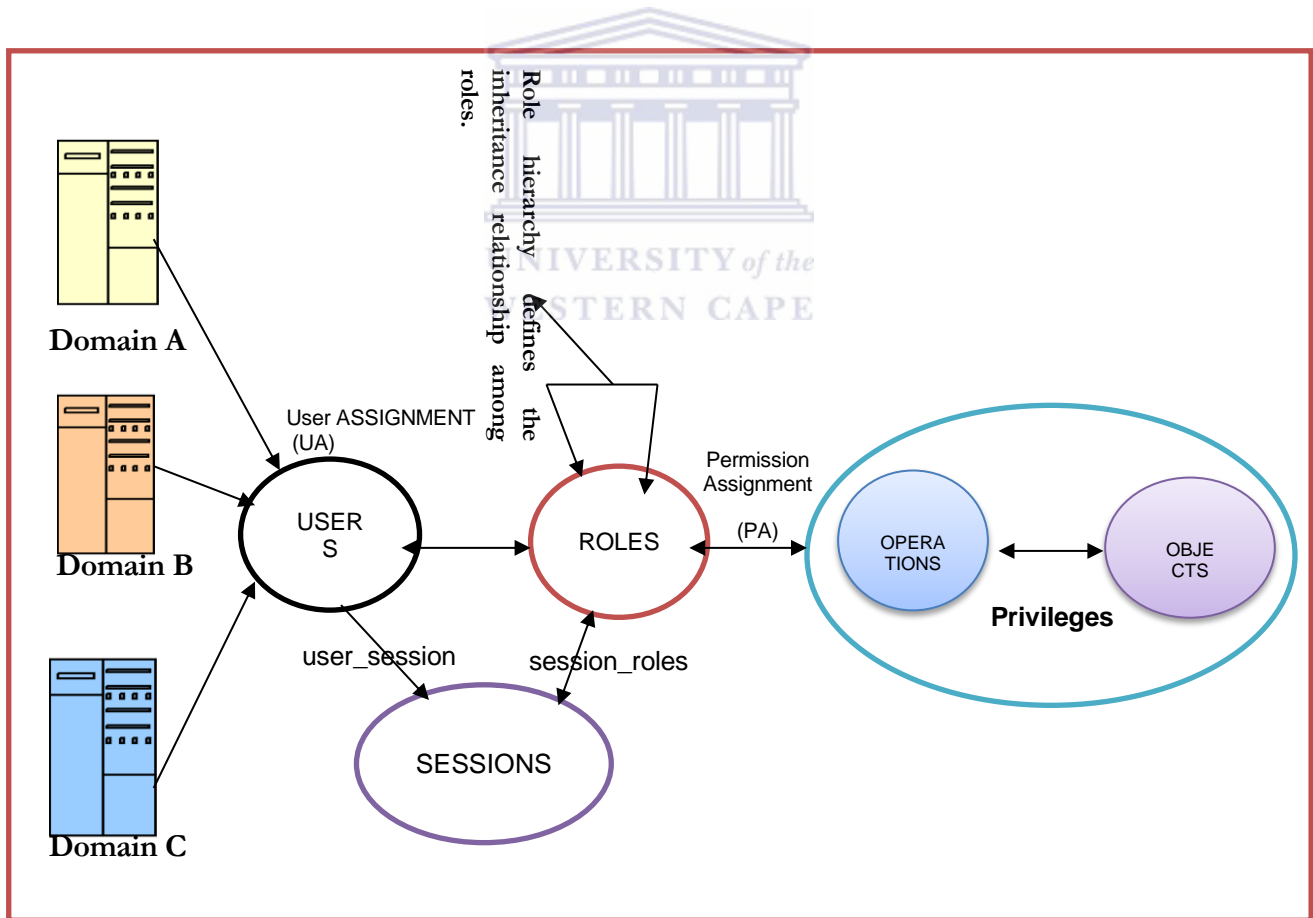 Role hierarchy defines the
inheritance relationship among
roles.
UNIVERSITY of the
WESTERN CAPE
Domain A
User ASSIGNMENT
(UA)
Permission
Assignment
(PA)
USER
S
ROLES
OPERA
TIONS
OBJE
CTS
Privileges
Domain B
user_session
session_roles
SESSIONS
Domain C